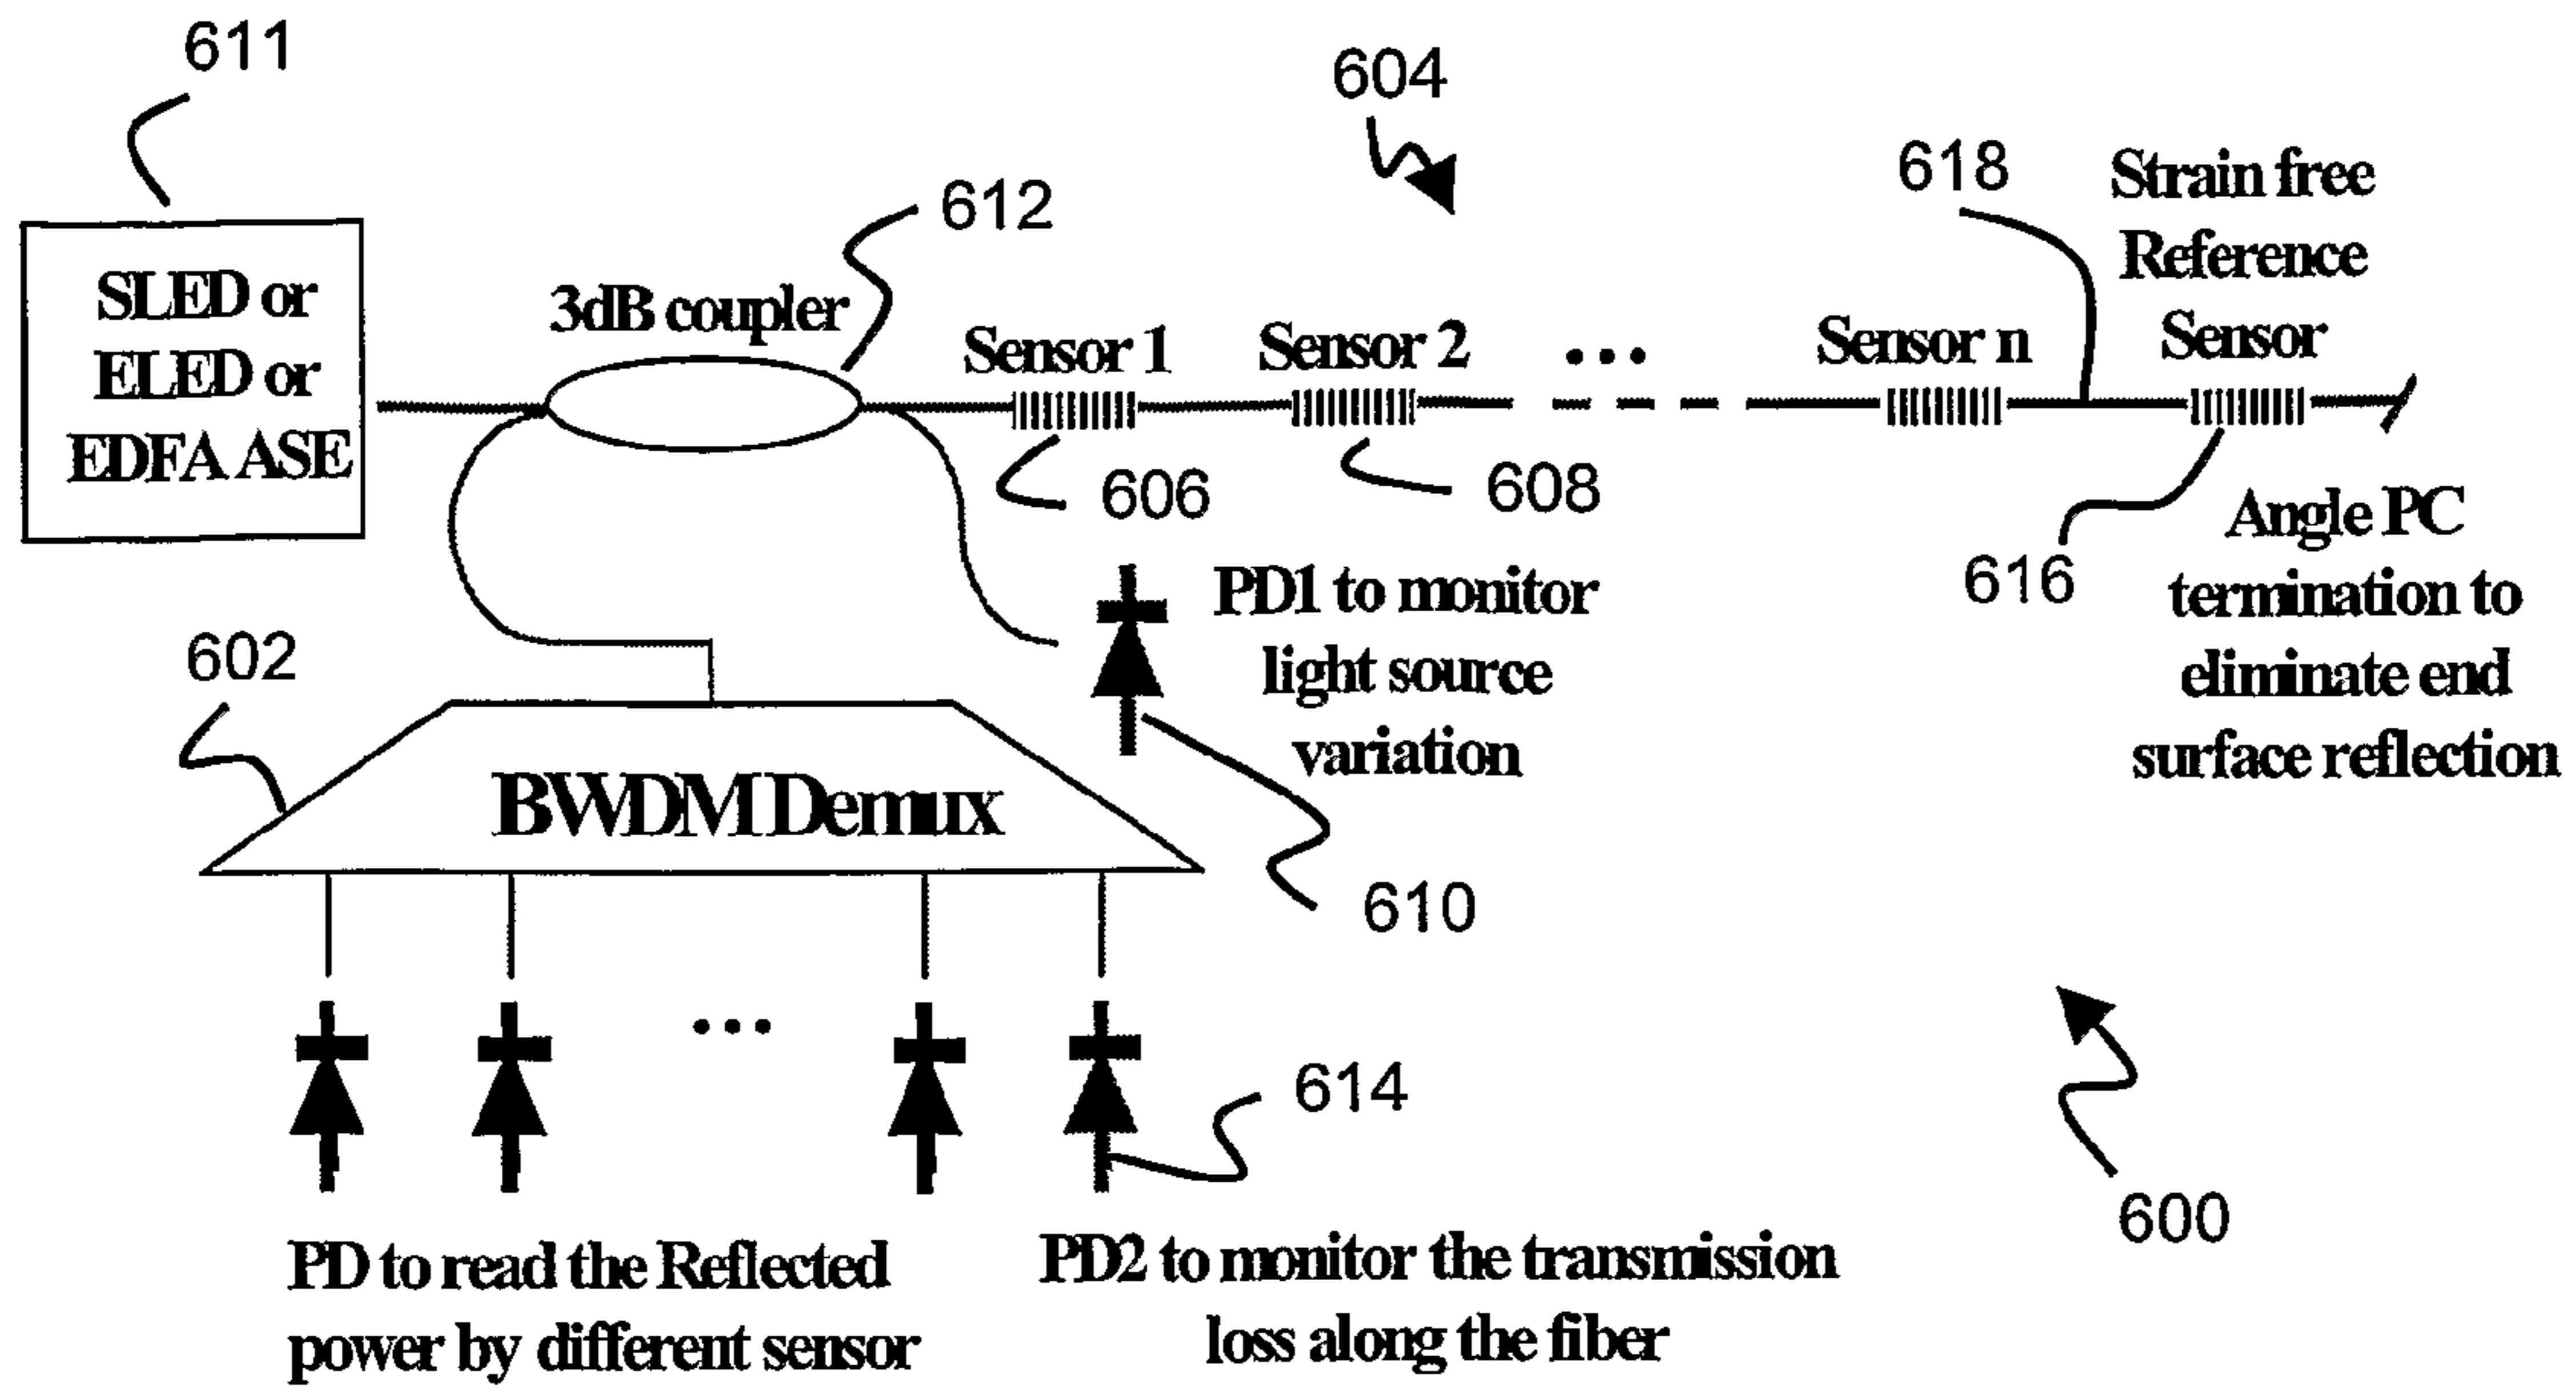 611
604
612
618
Strain free
Reference
Sensor
SLED or
ELED or
EDFA ASE
3dB coupler
Sensor 1
Sensor 2
...
Sensor n
606
608
616
Angle PC
termination to
eliminate end
surface reflection
PD1 to monitor
light source
variation
602
BWDM Demux
610
...
614
600
PD to read the Reflected
power by different sensor
PD2 to monitor the transmission
loss along the fiber